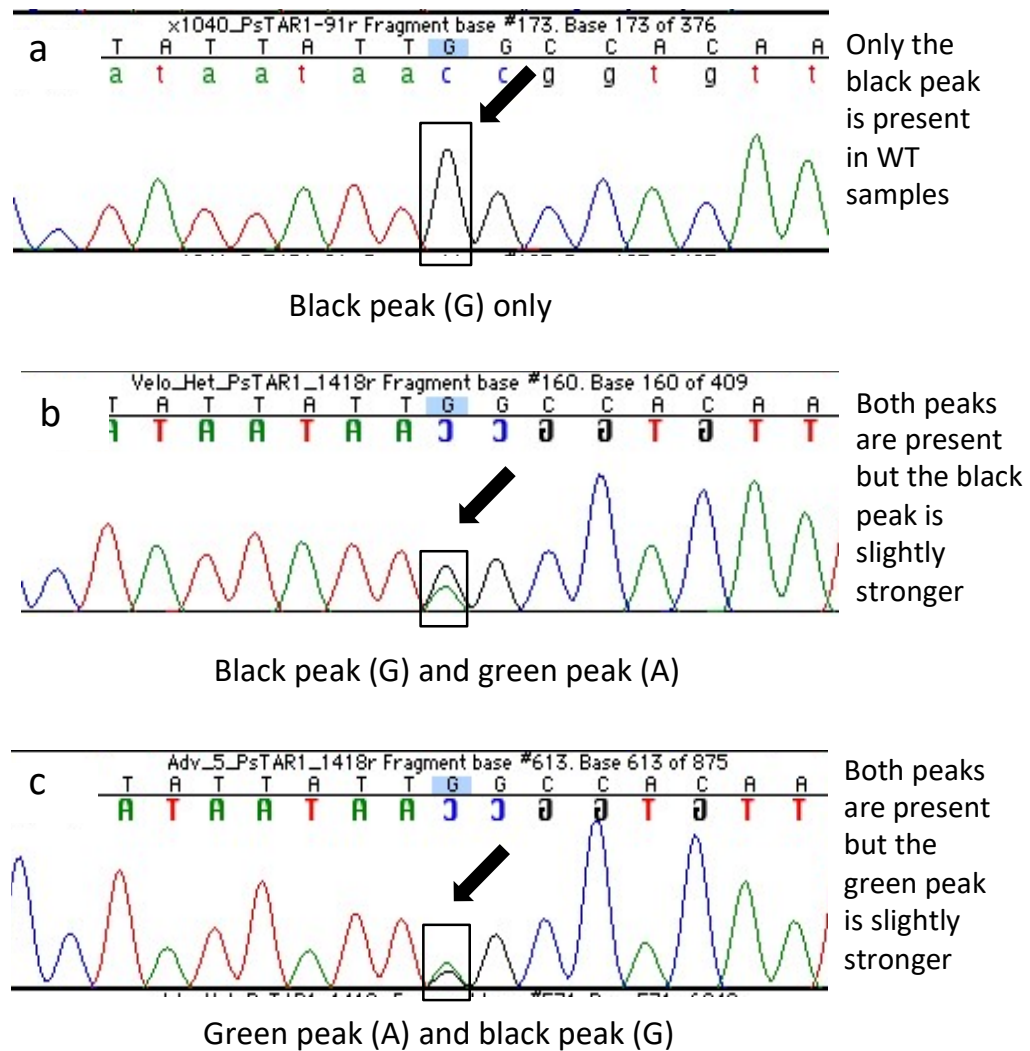 x1040_PsTAR1-91r Fragment base #173. Base 173 of 376
a
T A T T A T T G G C C A C A A
a t a a t a a c c g g t g t t
Only the
black peak
is present
in WT
samples
Black peak (G) only
Velo_Het_PsTAR1_1418r Fragment base #160. Base 160 of 409
b
T A T T A T T G G C C A C A A
A T A A T A A C C G G T G T T
Both peaks
are present
but the black
peak is
slightly
stronger
Black peak (G) and green peak (A)
Adv_5_PsTAR1_1418r Fragment base #613. Base 613 of 875
c
T A T T A T T G G C C A C A A
A T A A T A A C C G G T G T T
Both peaks
are present
but the
green peak
is slightly
stronger
Green peak (A) and black peak (G)